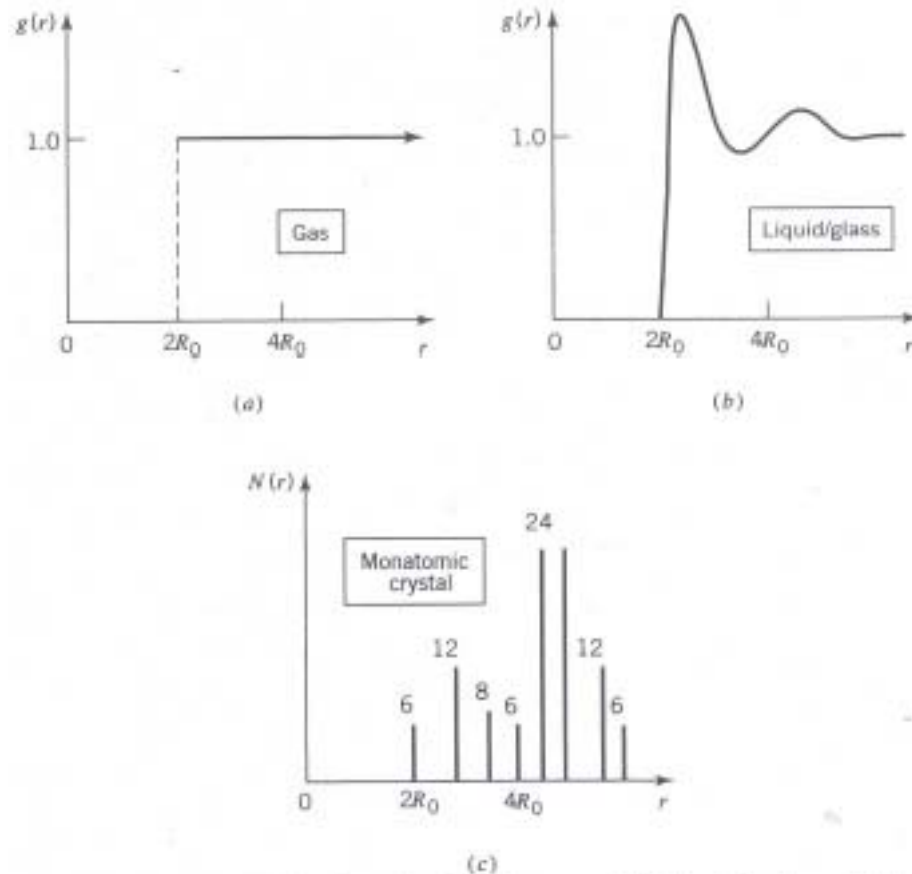 g(r)
1.0
Gas
0
2R0
4R0
r
(a)
g(r)
1.0
Liquid/glass
0
2R0
4R0
r
(b)
N(r)
24
Monatomic
crystal
12
12
8
6
6
6
0
2R0
4R0
r
(c)